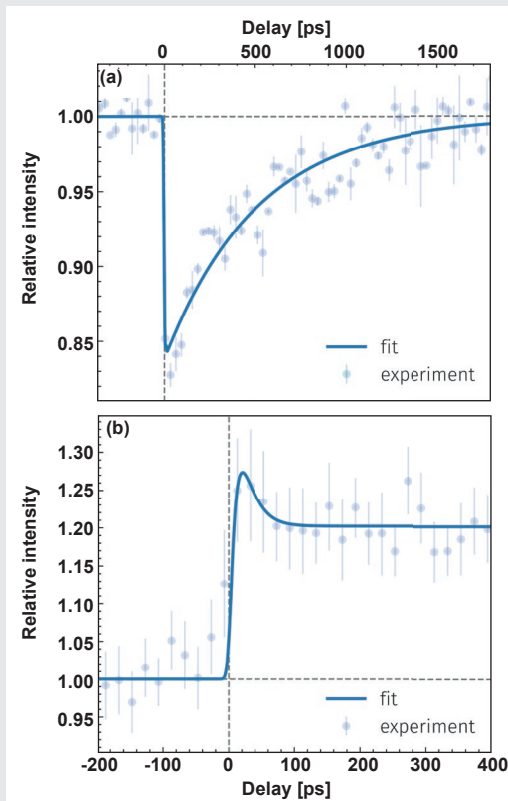 Delay [ps]
0 500 1000 1500
(a)
1.00
0.95
0.90
0.85
Relative intensity
fit
experiment
(b)
1.30
1.25
1.20
1.15
1.10
1.05
1.00
0.95
Relative intensity
fit
experiment
-200 -100 0 100 200 300 400
Delay [ps]